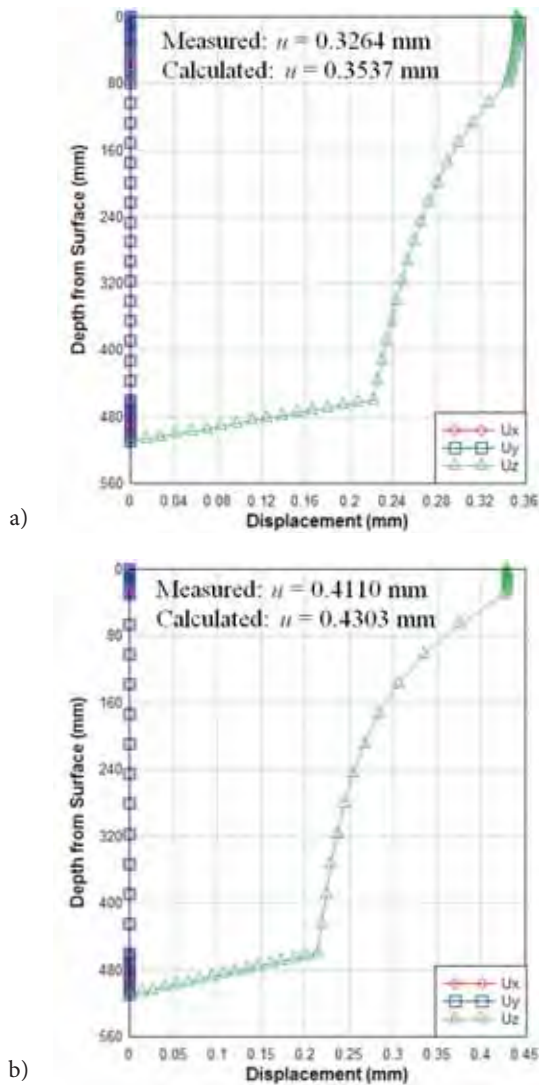 Measured: u = 0.3264 mm
Calculated: u = 0.3537 mm
Depth from Surface (mm)
0
80
160
240
320
400
480
560
0 0.04 0.08 0.12 0.16 0.2 0.24 0.28 0.32 0.36
Displacement (mm)
Ux
Uy
Uz
a)
Measured: u = 0.4110 mm
Calculated: u = 0.4303 mm
Depth from Surface (mm)
0
80
160
240
320
400
480
560
0 0.05 0.1 0.15 0.2 0.25 0.3 0.35 0.4 0.45
Displacement (mm)
Ux
Uy
Uz
b)